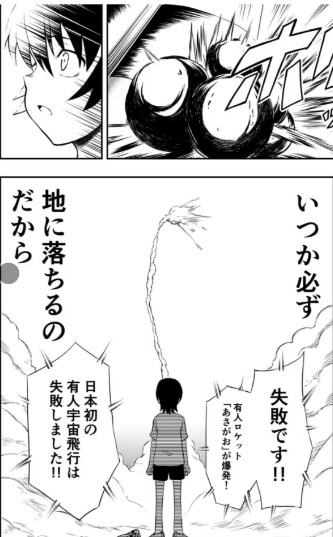 ボゥ
いつか必ず
失敗です!!
有人ロケット
「あさがお」が爆発!
日本初の
有人宇宙飛行は
失敗しました!!
地に落ちるの
だから